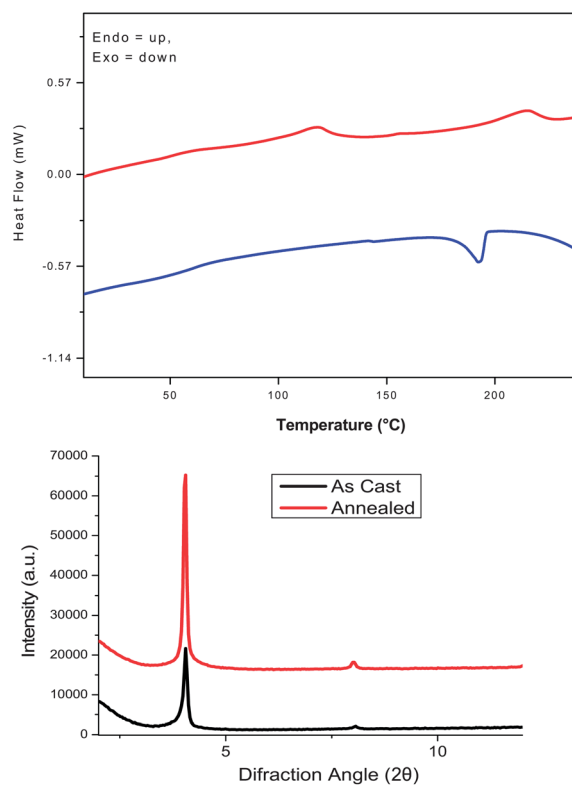 Endo = up,
Exo = down
Heat Flow (mW)
0.57
0.00
-0.57
-1.14
50
100
150
200
Temperature (°C)
70000
60000
50000
40000
30000
20000
10000
0
Intensity (a.u.)
As Cast
Annealed
5
10
Difraction Angle (2θ)